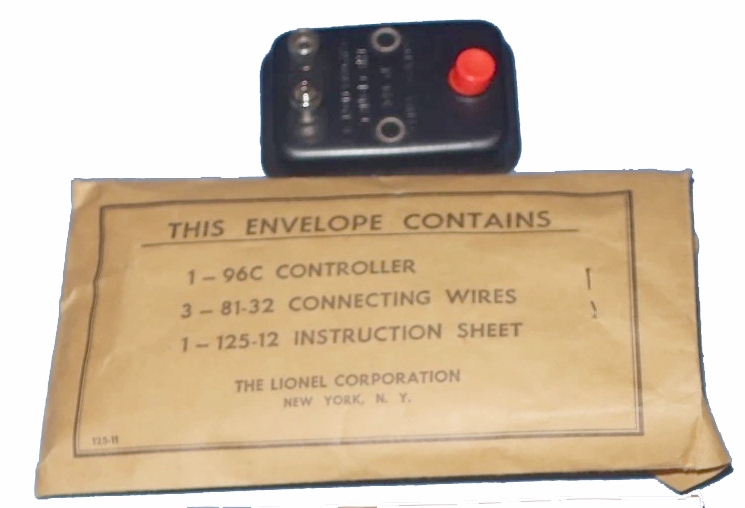 THIS ENVELOPE CONTAINS
1 – 96C CONTROLLER
3 – 81-32 CONNECTING WIRES
1 – 125-12 INSTRUCTION SHEET
THE LIONEL CORPORATION
NEW YORK, N. Y.
125-11